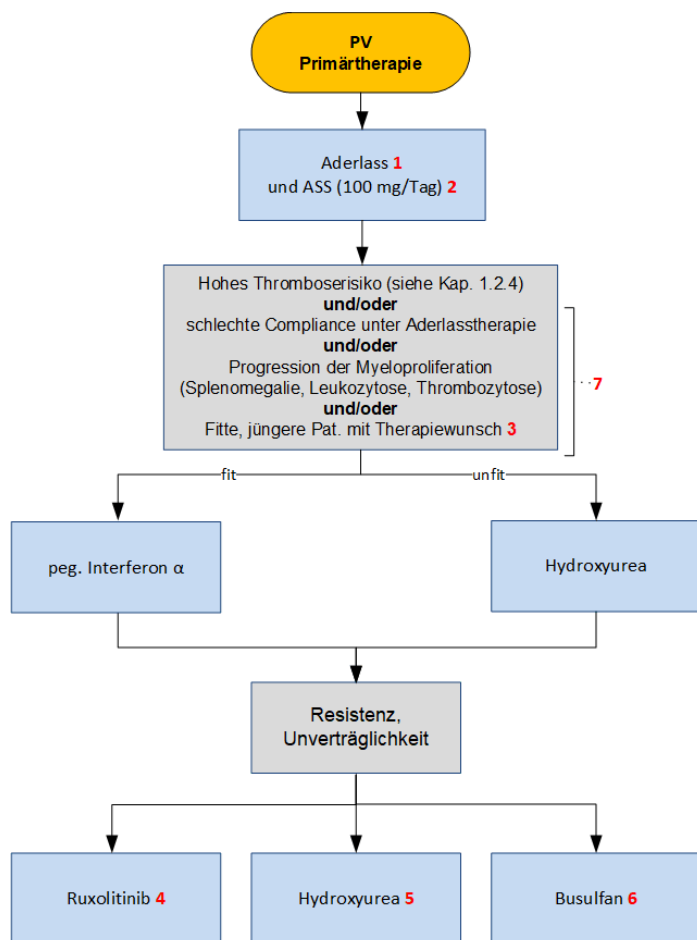 PV
Primärtherapie
Aderlass 1
und ASS (100 mg/Tag) 2
Hohes Thromboserisiko (siehe Kap. 1.2.4)
und/oder
schlechte Compliance unter Aderlasstherapie
und/oder
Progression der Myeloproliferation
(Splenomegalie, Leukozytose, Thrombozytose)
und/oder
Fitte, jüngere Pat. mit Therapiewunsch 3
7
fit
unfit
peg. Interferon α
Hydroxyurea
Resistenz,
Unverträglichkeit
Ruxolitinib 4
Hydroxyurea 5
Busulfan 6